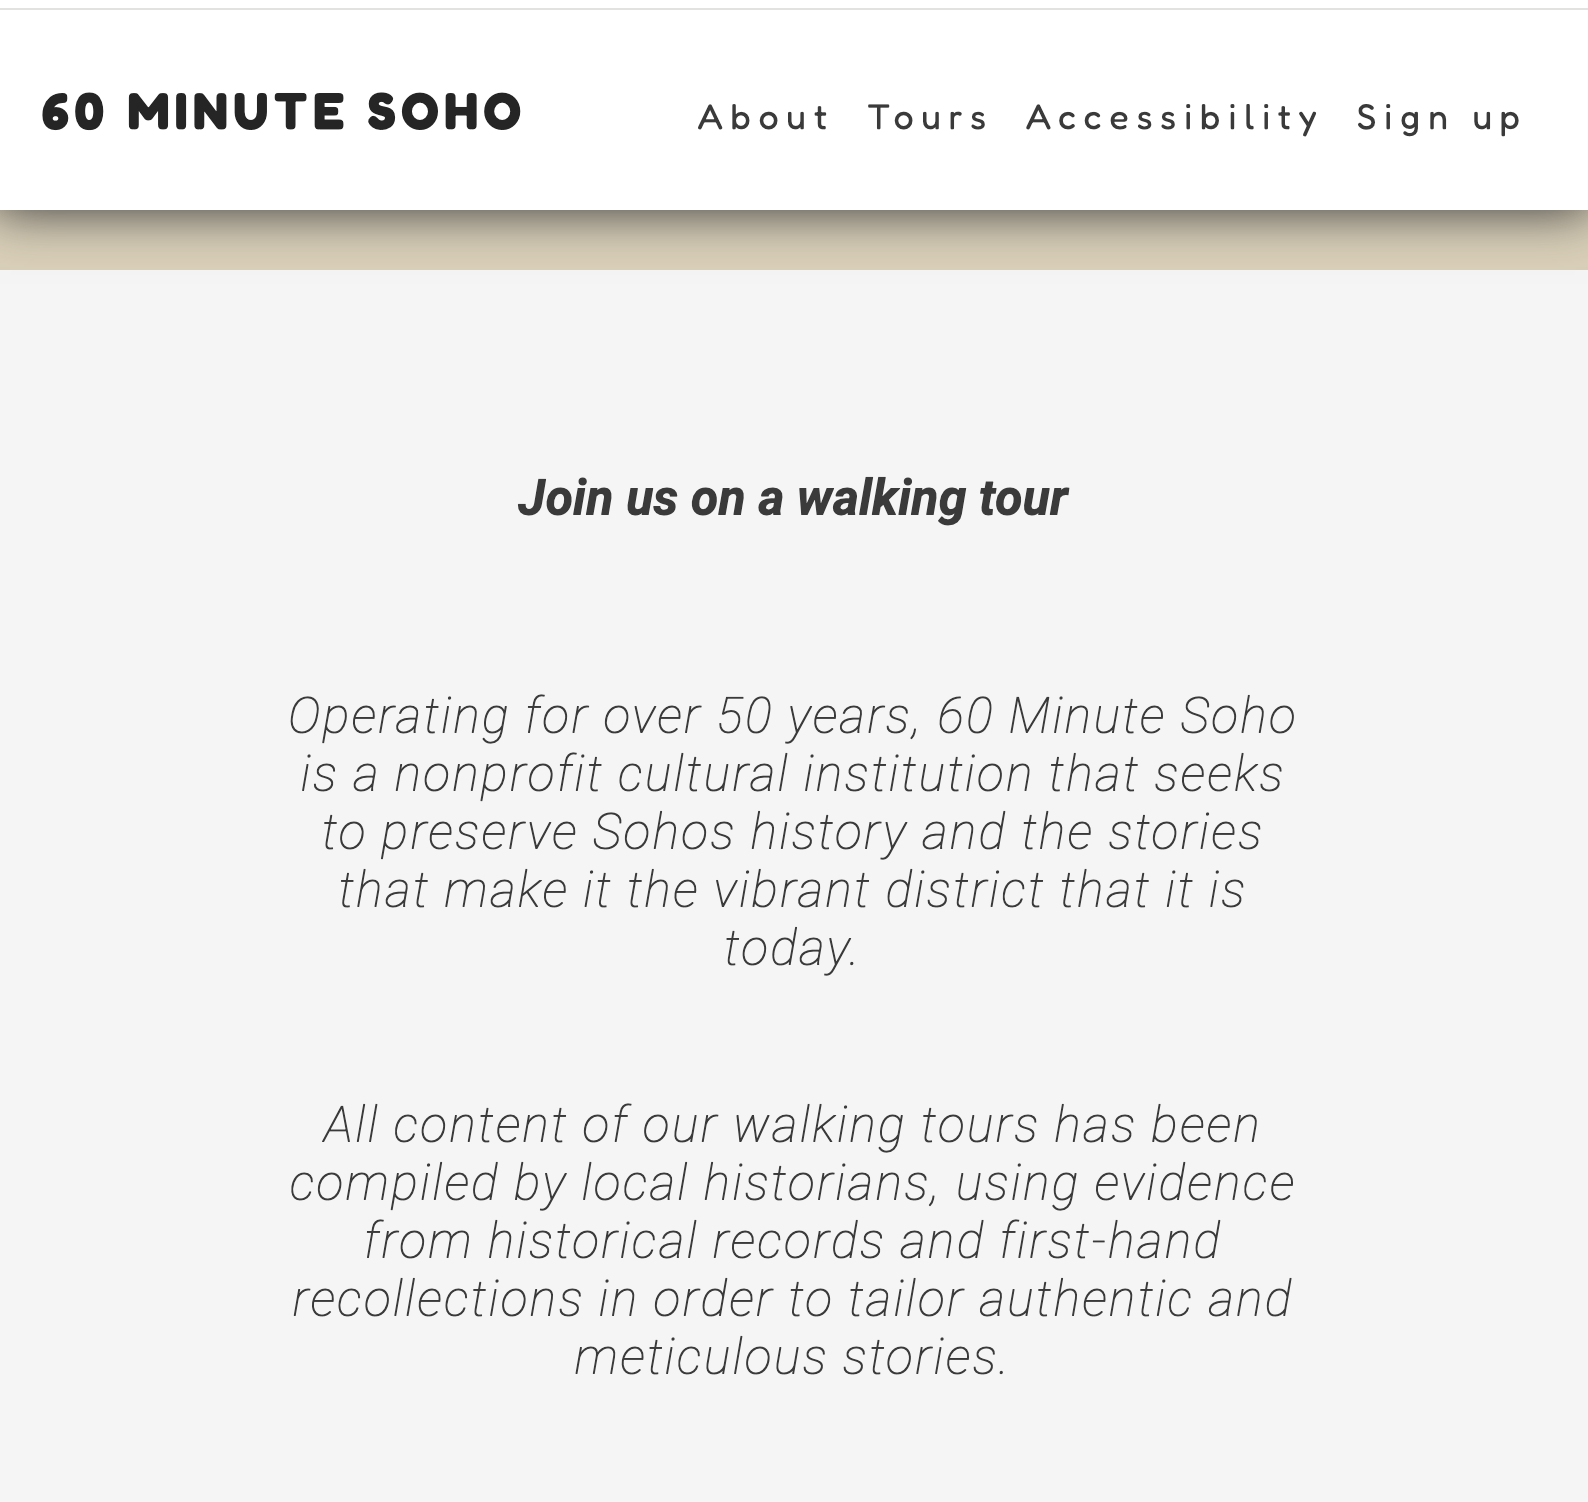 60 MINUTE SOHO
About Tours Accessibility Sign up
Join us on a walking tour
Operating for over 50 years, 60 Minute Soho
is a nonprofit cultural institution that seeks
to preserve Sohos history and the stories
that make it the vibrant district that it is
today.
All content of our walking tours has been
compiled by local historians, using evidence
from historical records and first-hand
recollections in order to tailor authentic and
meticulous stories.